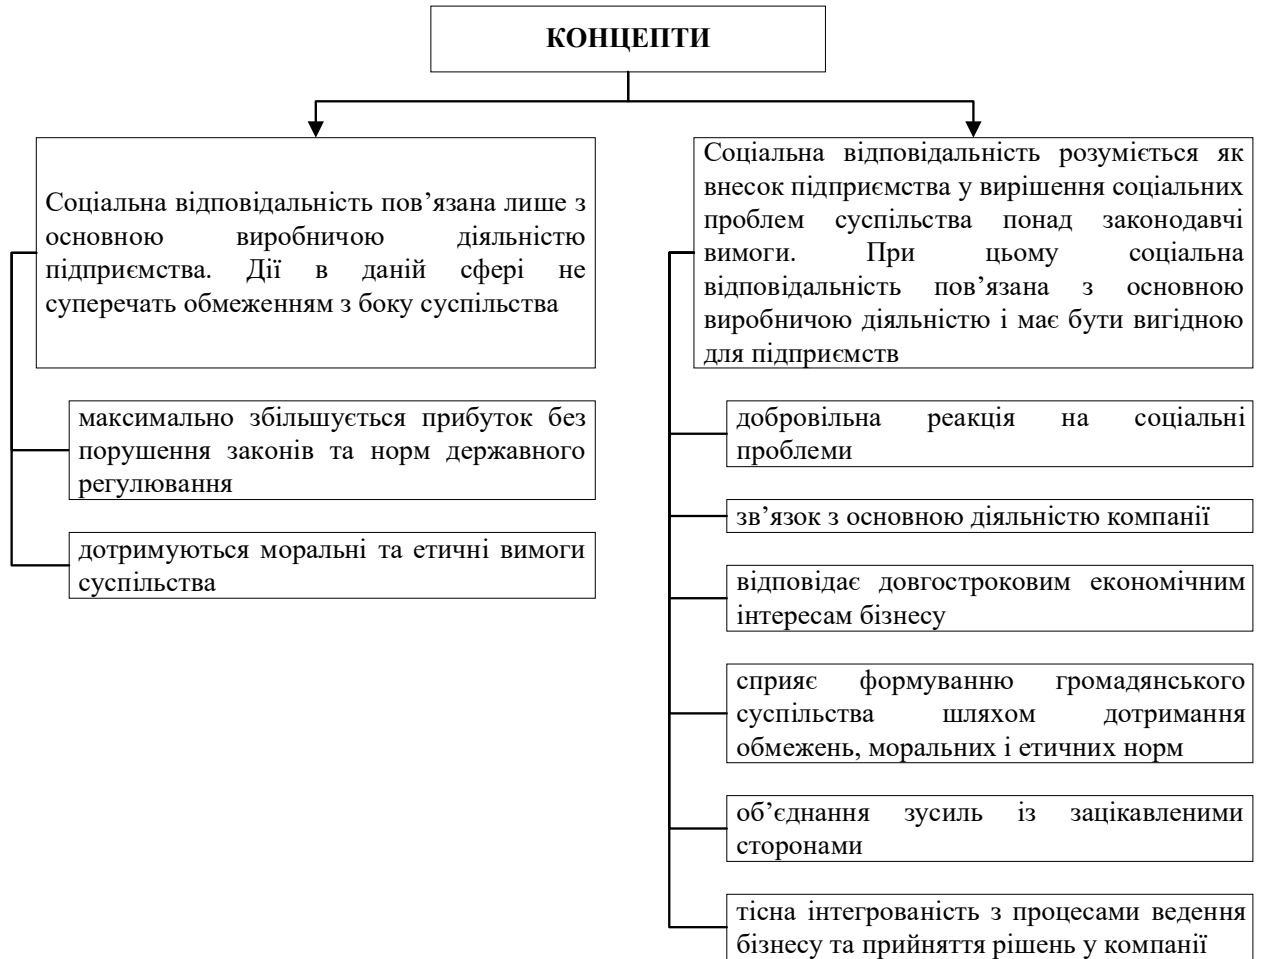 КОНЦЕПТИ
Соціальна відповідальність пов’язана лише з
основною виробничою діяльністю
підприємства. Дії в даній сфері не
суперечать обмеженням з боку суспільства
максимально збільшується прибуток без
порушення законів та норм державного
регулювання
дотримуються моральні та етичні вимоги
суспільства
Соціальна відповідальність розуміється як
внесок підприємства у вирішення соціальних
проблем суспільства понад законодавчі
вимоги. При цьому соціальна
відповідальність пов’язана з основною
виробничою діяльністю і має бути вигідною
для підприємств
добровільна реакція на соціальні
проблеми
зв’язок з основною діяльністю компанії
відповідає довгостроковим економічним
інтересам бізнесу
сприяє формуванню громадянського
суспільства шляхом дотримання
обмежень, моральних і етичних норм
об’єднання зусиль із зацікавленими
сторонами
тісна інтегрованість з процесами ведення
бізнесу та прийняття рішень у компанії